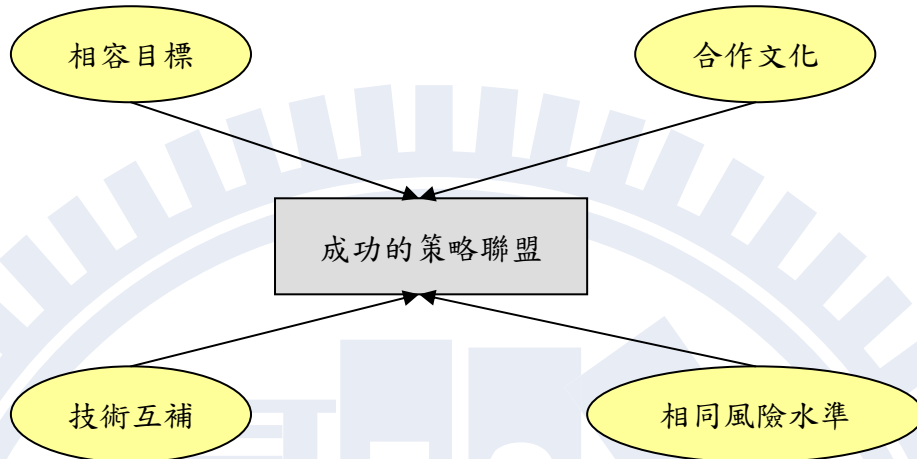 相容目標
合作文化
成功的策略聯盟
技術互補
相同風險水準